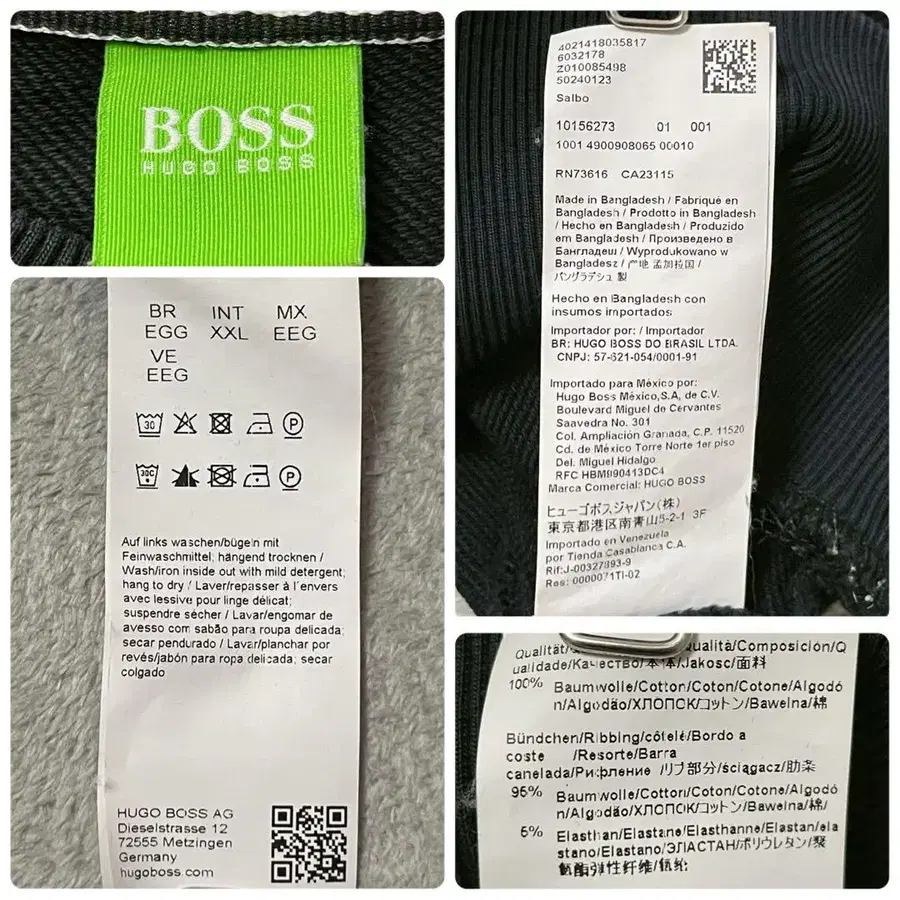 BOSS
HUGO BOSS
4021418035817
6032178
Z010085498
50240123
Salbo
10156273 01 001
1001 4900908065 00010
RN73616 CA23115
Made in Bangladesh / Fabriqué en
Bangladesh / Prodotto in Bangladesh
/ Hecho en Bangladesh / Produzido
em Bangladesh / Произведено в
Бангладеш / Wyprodukowano w
Bangladesz / 产地 孟加拉国 /
バングラデシュ 製
Hecho en Bangladesh con
insumos importados
Importador por: / Importador
BR: HUGO BOSS DO BRASIL LTDA.
CNPJ: 57-621-054/0001-91
Importado para México por:
Hugo Boss México,S,A, de C.V.
Boulevard Miguel de Cervantes
Saavedra No. 301
Col. Ampliación Granada, C.P. 11520
Cd. de México Torre Norte 1er piso
Del. Miguel Hidalgo
RFC HBM990413DC4
Marca Comercial: HUGO BOSS
ヒューゴボスジャパン(株)
東京都港区南青山5-2-1 3F
Importado en Venezuela
por Tienda Casablanca C.A.
Rif:J-00327893-9
Res: 0000071TI-02
BR INT MX
EGG XXL EEG
VE
EEG
30 P
30C P
Auf links waschen/bügeln mit
Feinwaschmittel; hängend trocknen /
Wash/iron inside out with mild detergent;
hang to dry / Laver/repasser à l'envers
avec lessive pour linge délicat;
suspendre sécher / Lavar/engomar de
avesso com sabão para roupa delicada;
secar pendurado / Lavar/planchar por
revés/jabón para ropa delicada; secar
colgado
HUGO BOSS AG
Dieselstrasse 12
72555 Metzingen
Germany
hugoboss.com
Qualität/ ualità/Composición/Q
ualidade/Качество/本体/Jakosc/面料
100% Baumwolle/Cotton/Coton/Cotone/Algodó
n/Algodão/ХЛОПОК/コットン/Bawelna/棉
Bündchen/Ribbing/côtelé/Bordo a
coste /Resorte/Barra
canelada/Рифление /リブ部分/ściągacz/肋条
95% Baumwolle/Cotton/Coton/Cotone/Algodó
n/Algodão/ХЛОПОК/コットン/Bawelna/棉/
5% Elasthan/Elastane/Elasthanne/Elastan/ela
stano/Elastano/ЭЛАСТАН/ポリウレタン/聚
氨酯弹性纤维/氨纶